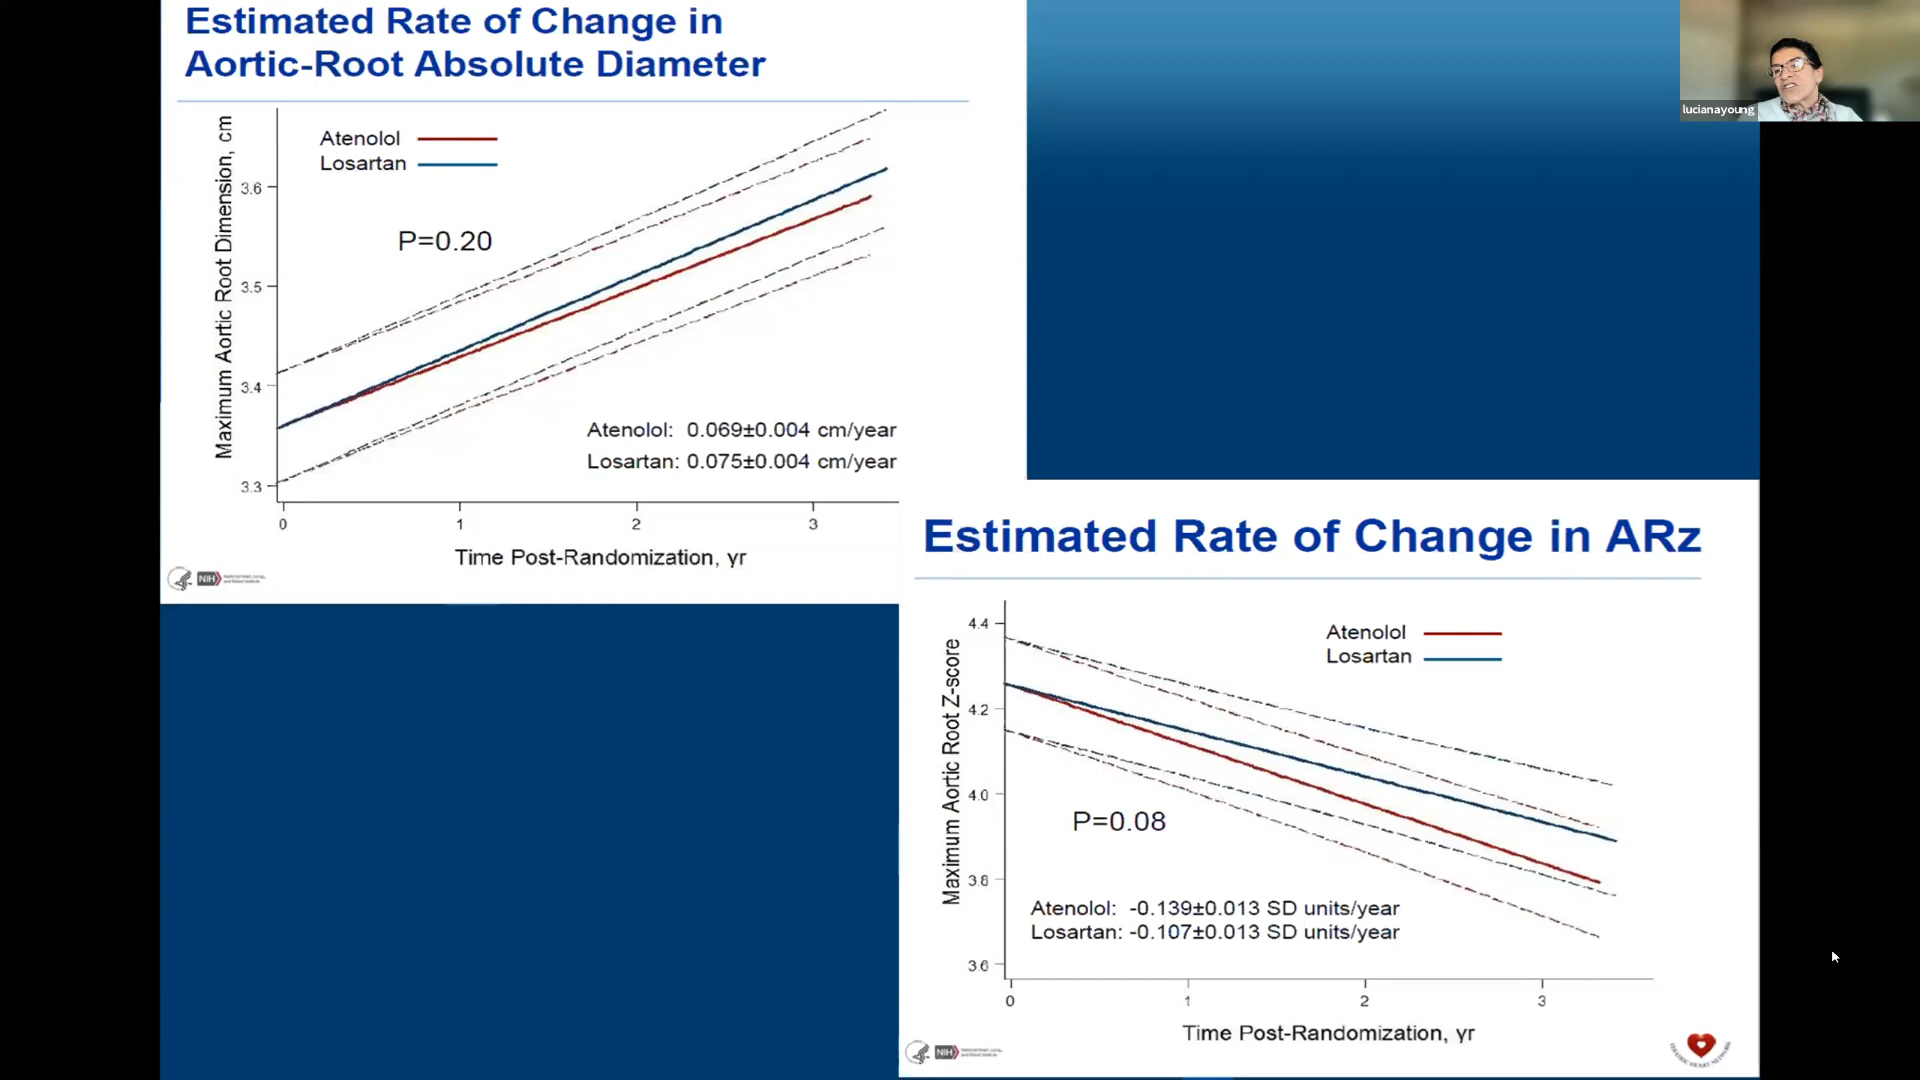 Estimated Rate of Change in
Aortic-Root Absolute Diameter
Atenolol
Losartan
P=0.20
Maximum Aortic Root Dimension, cm
3.6
3.5
3.4
3.3
Atenolol: 0.069±0.004 cm/year
Losartan: 0.075±0.004 cm/year
0 1 2 3
Time Post-Randomization, yr
NIH
lucianayoung
Estimated Rate of Change in ARz
Atenolol
Losartan
Maximum Aortic Root Z-score
4.4
4.2
4.0
3.8
3.6
P=0.08
Atenolol: -0.139±0.013 SD units/year
Losartan: -0.107±0.013 SD units/year
0 1 2 3
Time Post-Randomization, yr
NIH
PEDIATRIC HEART NETWORK